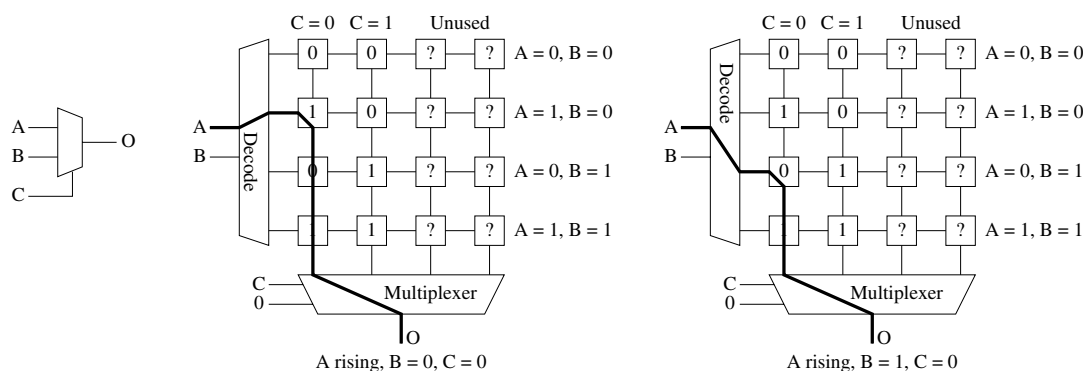 A
B
C
O
C = 0 C = 1 Unused
0 0 ? ? A = 0, B = 0
1 0 ? ? A = 1, B = 0
0 1 ? ? A = 0, B = 1
1 1 ? ? A = 1, B = 1
A
B
Decode
C
0
Multiplexer
O
A rising, B = 0, C = 0
C = 0 C = 1 Unused
0 0 ? ? A = 0, B = 0
1 0 ? ? A = 1, B = 0
0 1 ? ? A = 0, B = 1
1 1 ? ? A = 1, B = 1
A
B
Decode
C
0
Multiplexer
O
A rising, B = 1, C = 0